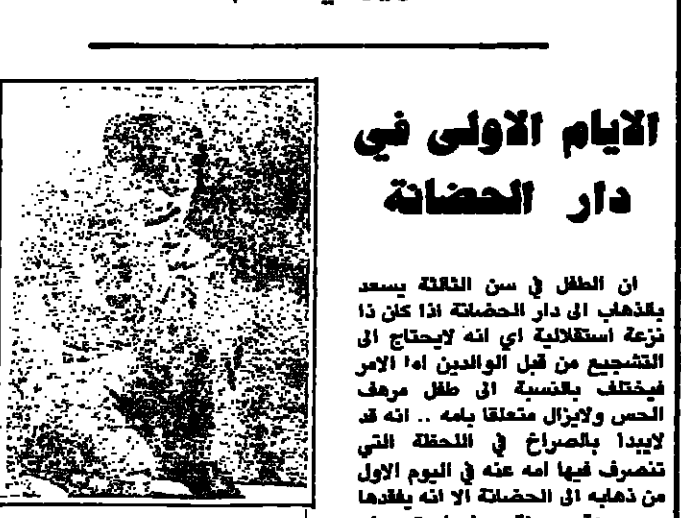 الايام الاولى في
دار الحضانة
ان الطفل في سن الثالثة يسعد
بالذهاب الى دار الحضانة اذا كان ذا
نزعة استقلالية اي انه لايحتاج الى
التشجيع من قبل الوالدين اما الامر
فيختلف بالنسبة الى طفل مرهف
الحس ولايزال متعلقا بامه .. انه قد
لايبدا بالصراخ في اللحظة التي
تنصرف فيها امه عنه في اليوم الاول
من ذهابه الى الحضانة الا انه يفقدها